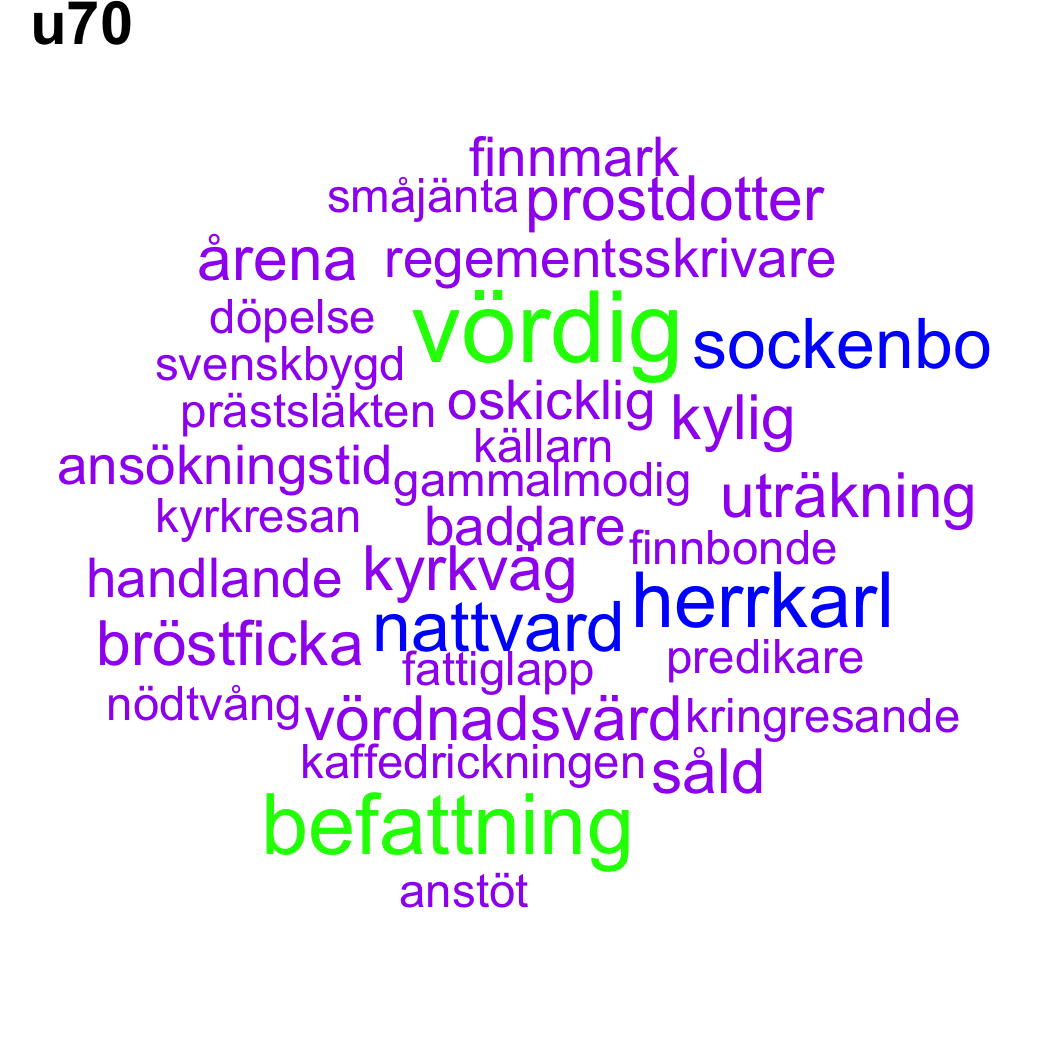 u70
finnmark
småjänta prostdotter
årena regementsskrivare
döpelse vördig sockenbo
svenskbygd
prästsläkten oskicklig kylig
källarn
ansökningstid gammalmodig uträkning
kyrkresan baddare finnbonde
handlande kyrkväg herrkarl
bröstficka nattvard predikare
fattiglapp
nödtvång vördnadsvärd kringresande
kaffedrickningen såld
befattning
anstöt